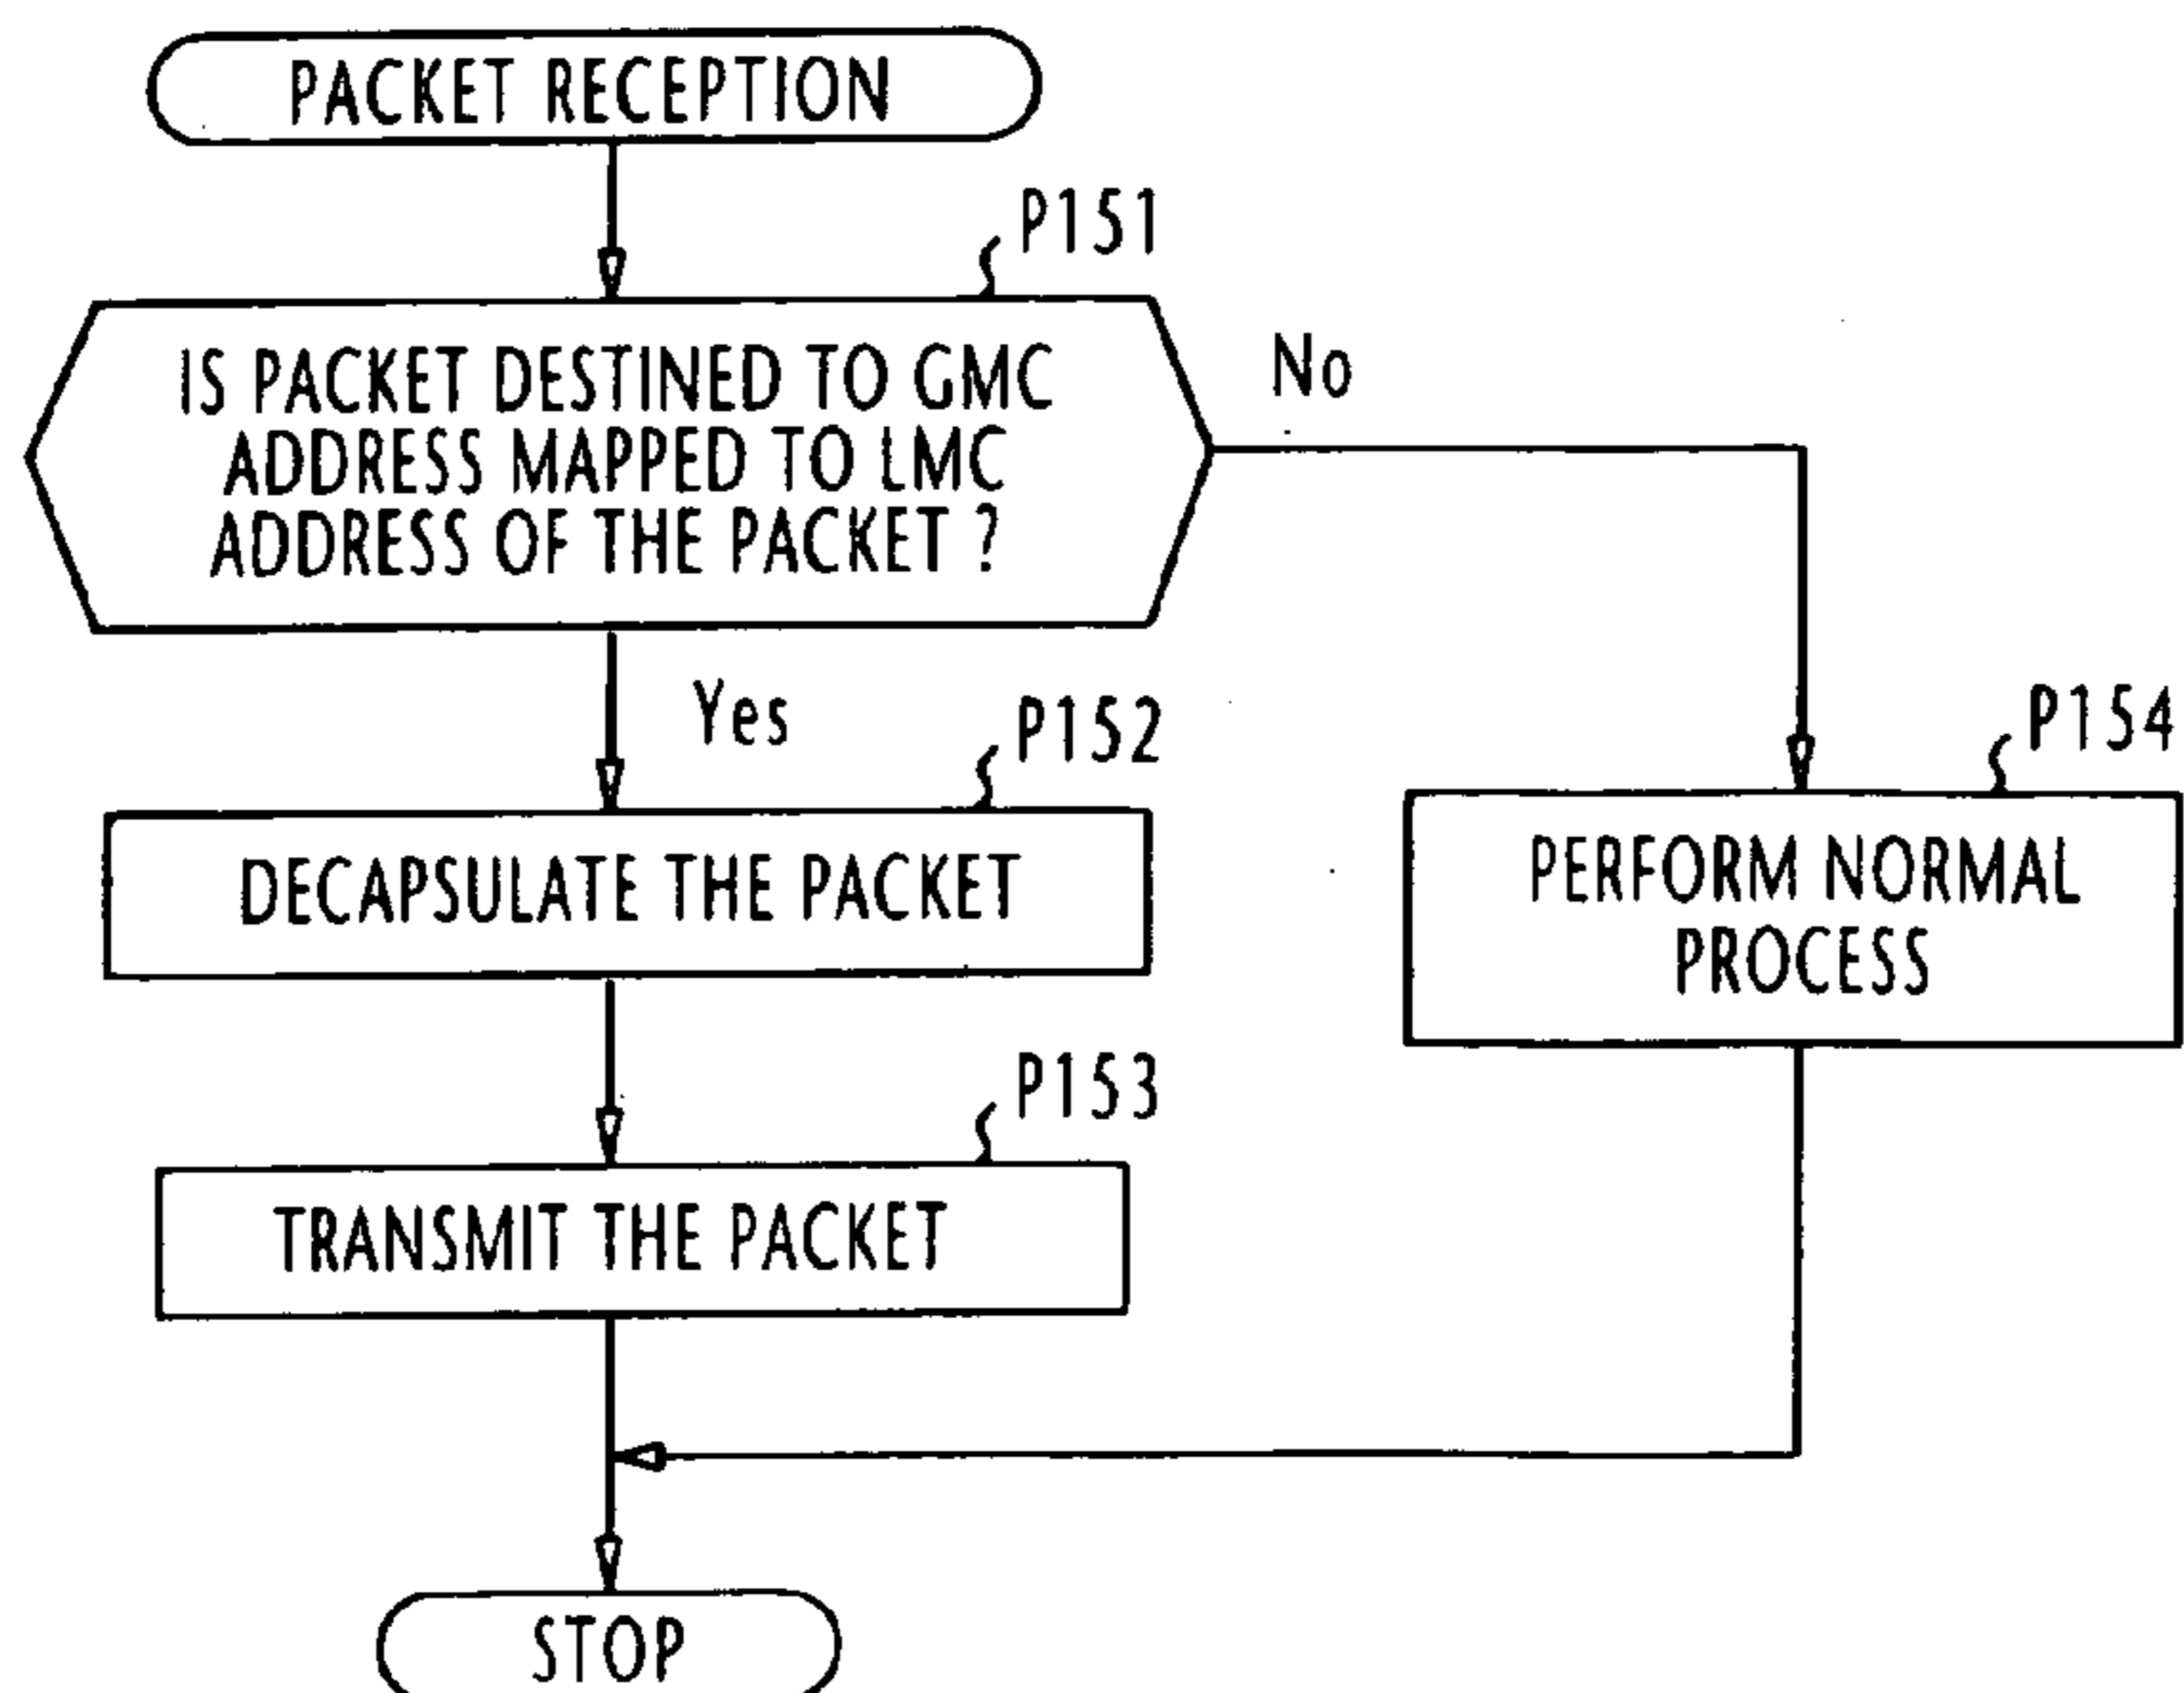 PACKET RECEPTION
P151
IS PACKET DESTINED TO GMC
ADDRESS MAPPED TO LMC
ADDRESS OF THE PACKET ?
No
Yes
P152
DECAPSULATE THE PACKET
P154
PERFORM NORMAL
PROCESS
P153
TRANSMIT THE PACKET
STOP